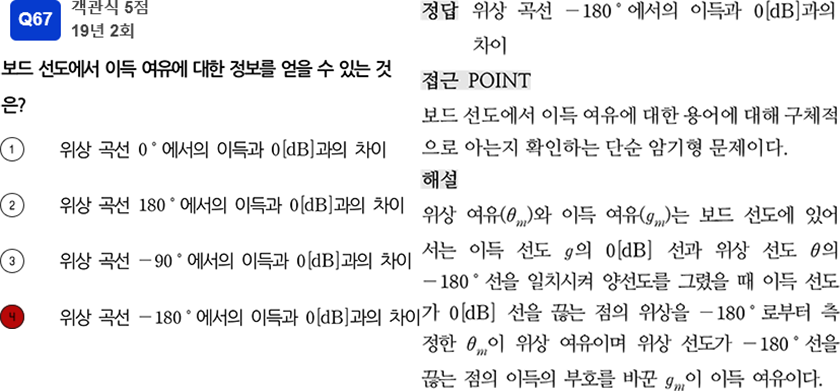 Q67
객관식 5점
19년 2회
보드 선도에서 이득 여유에 대한 정보를 얻을 수 있는 것
은?
1 위상 곡선 0°에서의 이득과 0[dB]과의 차이
2 위상 곡선 180°에서의 이득과 0[dB]과의 차이
3 위상 곡선 −90°에서의 이득과 0[dB]과의 차이
4 위상 곡선 −180°에서의 이득과 0[dB]과의 차이
정답 위상 곡선 −180°에서의 이득과 0[dB]과의
차이
접근 POINT
보드 선도에서 이득 여유에 대한 용어에 대해 구체적
으로 아는지 확인하는 단순 암기형 문제이다.
해설
위상 여유(θm)와 이득 여유(gm)는 보드 선도에 있어
서는 이득 선도 g의 0[dB] 선과 위상 선도 θ의
−180° 선을 일치시켜 양선도를 그렸을 때 이득 선도
가 0[dB] 선을 끊는 점의 위상을 −180°로부터 측
정한 θm이 위상 여유이며 위상 선도가 −180° 선을
끊는 점의 이득의 부호를 바꾼 gm이 이득 여유이다.